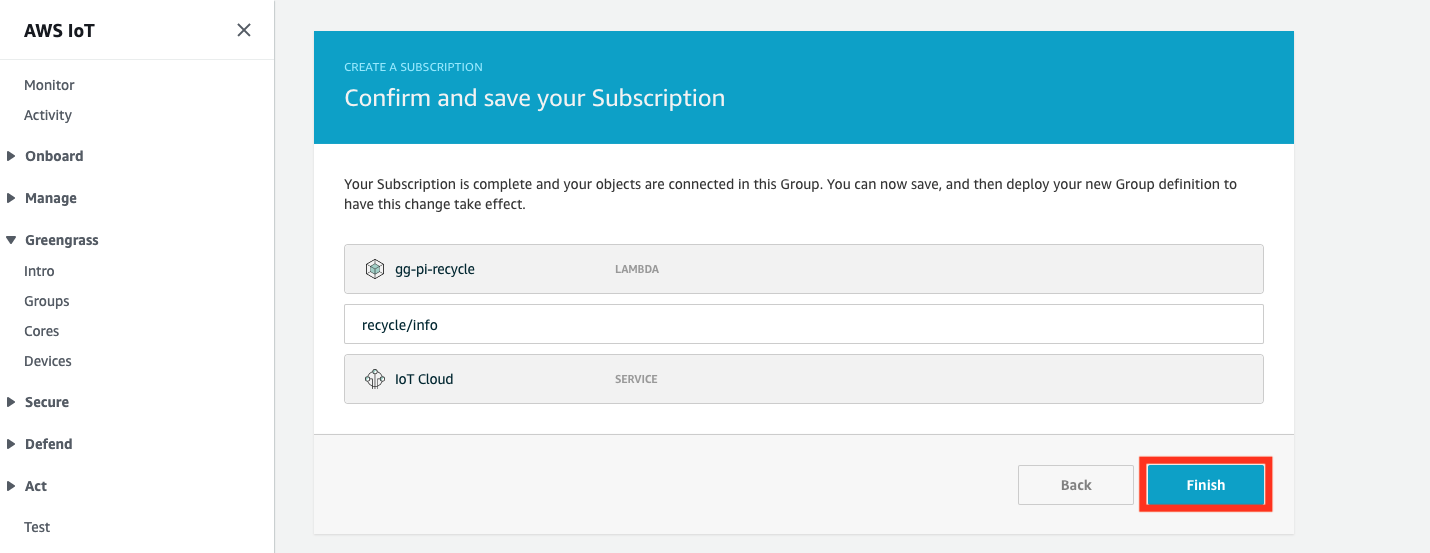 AWS IoT
Monitor
Activity
Onboard
Manage
Greengrass
Intro
Groups
Cores
Devices
Secure
Defend
Act
Test
CREATE A SUBSCRIPTION
Confirm and save your Subscription
Your Subscription is complete and your objects are connected in this Group. You can now save, and then deploy your new Group definition to
have this change take effect.
gg-pi-recycle LAMBDA
recycle/info
IoT Cloud SERVICE
Back Finish